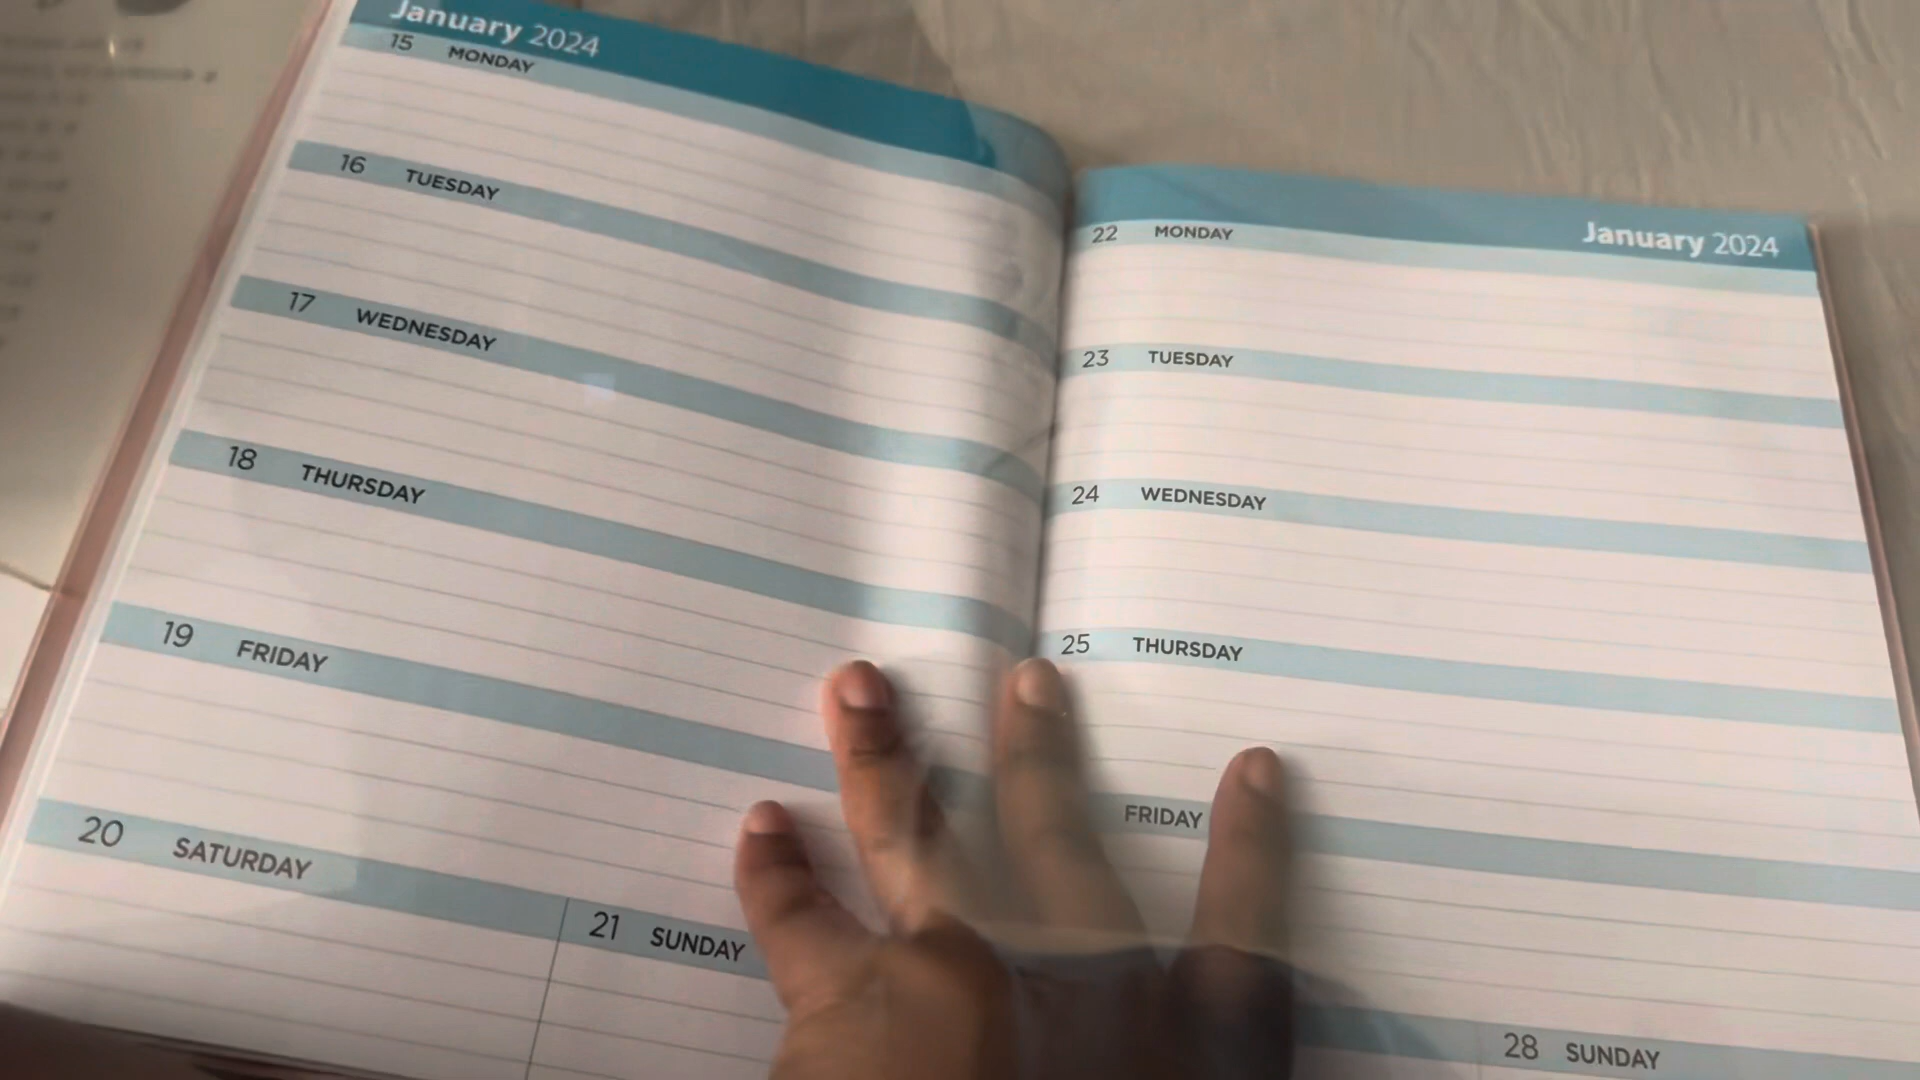 January 2024
15 MONDAY
16 TUESDAY
17 WEDNESDAY
18 THURSDAY
19 FRIDAY
20 SATURDAY
21 SUNDAY
January 2024
22 MONDAY
23 TUESDAY
24 WEDNESDAY
25 THURSDAY
FRIDAY
28 SUNDAY